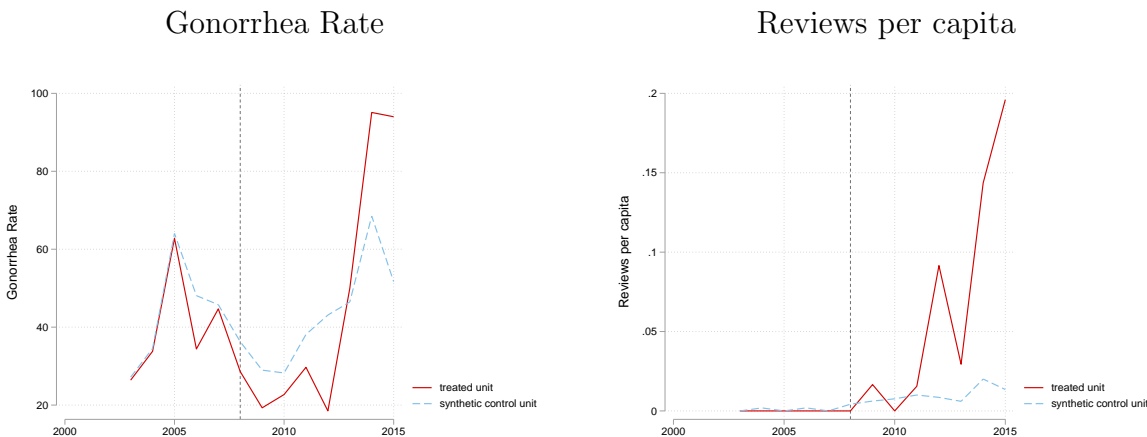 Gonorrhea Rate
100
80
60
40
20
Gonorrhea Rate
2000
2005
2010
2015
treated unit
synthetic control unit
Reviews per capita
.2
.15
.1
.05
0
Reviews per capita
2000
2005
2010
2015
treated unit
synthetic control unit